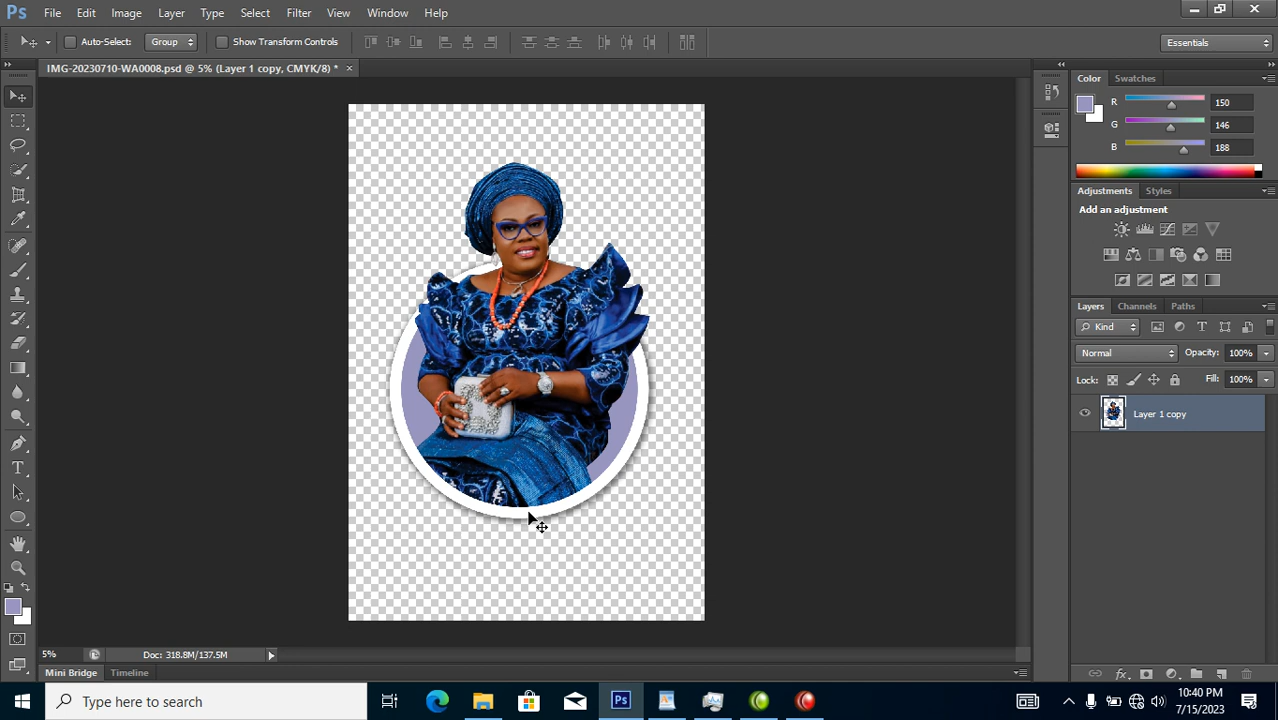 Ps File Edit Image Layer Type Select Filter View Window Help
Auto-Select: Group Show Transform Controls Essentials
IMG-20230710-WA0008.psd @ 5% (Layer 1 copy, CMYK/8) * ×
Color Swatches
R 150
G 146
B 188
Adjustments Styles
Add an adjustment
Layers Channels Paths
Kind
Normal Opacity: 100%
Lock: Fill: 100%
Layer 1 copy
5% Doc: 318.8M/137.5M
Mini Bridge Timeline
Type here to search
Ps
10:40 PM
7/15/2023